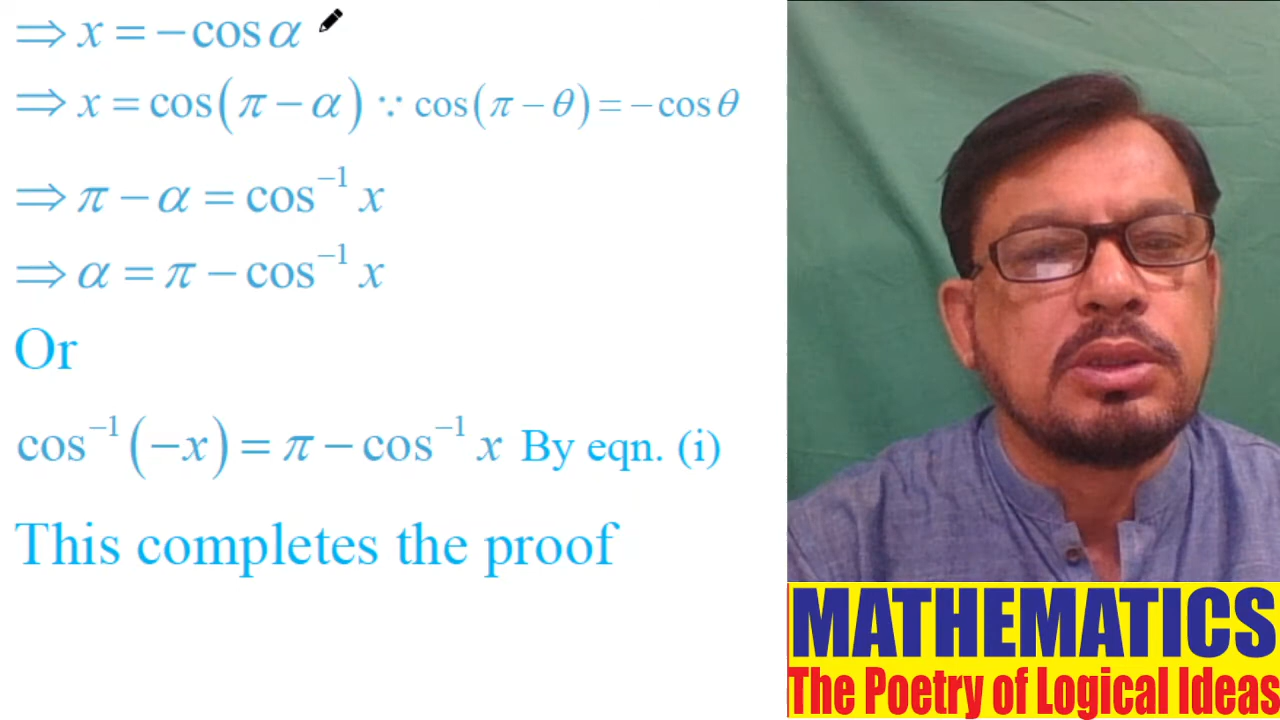 ⇒ x = −cos α
⇒ x = cos(π − α) ∵ cos(π − θ) = −cos θ
⇒ π − α = cos⁻¹ x
⇒ α = π − cos⁻¹ x
Or
cos⁻¹(−x) = π − cos⁻¹ x By eqn. (i)
This completes the proof
MATHEMATICS
The Poetry of Logical Ideas